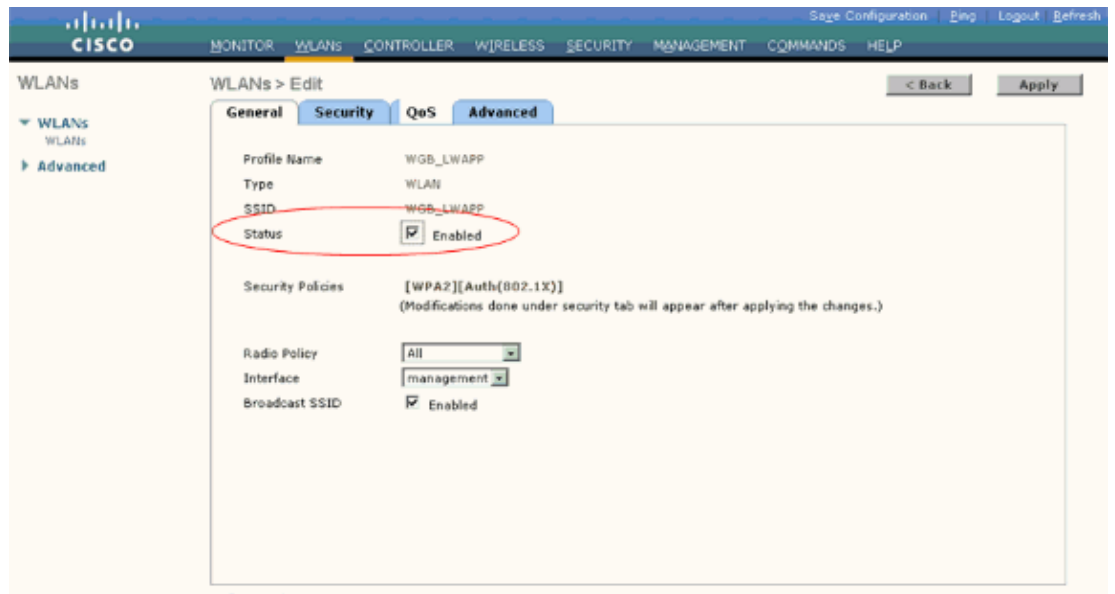 Save Configuration Ping Logout Refresh
CISCO
MONITOR WLANs CONTROLLER WIRELESS SECURITY MANAGEMENT COMMANDS HELP
WLANs
WLANs
WLANs
Advanced
WLANs > Edit
< Back Apply
General Security QoS Advanced
Profile Name WGB_LWAPP
Type WLAN
SSID WGB_LWAPP
Status Enabled
Security Policies [WPA2][Auth(802.1X)]
(Modifications done under security tab will appear after applying the changes.)
Radio Policy All
Interface management
Broadcast SSID Enabled